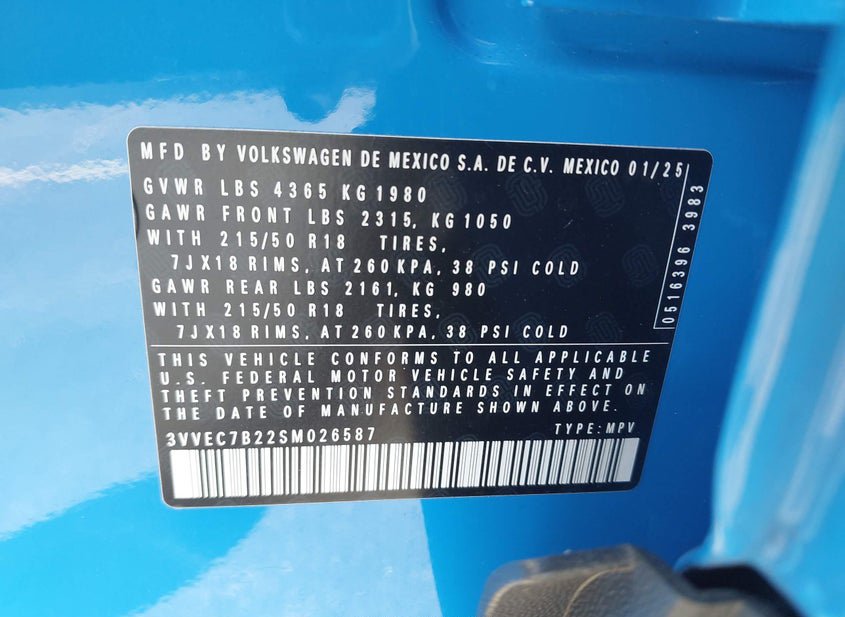 MFD BY VOLKSWAGEN DE MEXICO S.A. DE C.V. MEXICO 01/25
GVWR LBS 4365 KG 1980
GAWR FRONT LBS 2315, KG 1050
WITH 215/50 R18 TIRES,
7JX18 RIMS, AT 260 KPA, 38 PSI COLD
GAWR REAR LBS 2161, KG 980
WITH 215/50 R18 TIRES,
7JX18 RIMS, AT 260 KPA, 38 PSI COLD
0516396 3983
THIS VEHICLE CONFORMS TO ALL APPLICABLE
U.S. FEDERAL MOTOR VEHICLE SAFETY AND
THEFT PREVENTION STANDARDS IN EFFECT ON
THE DATE OF MANUFACTURE SHOWN ABOVE.
3VVEC7B22SM026587 TYPE: MPV